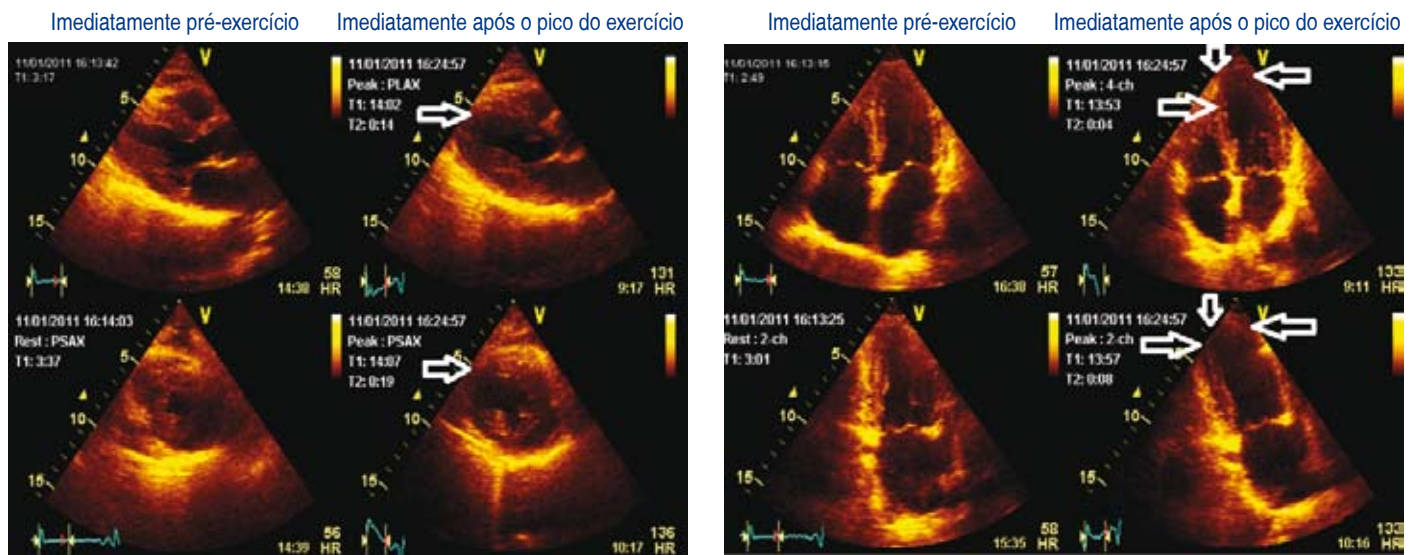 Imediatamente pré-exercício
Imediatamente após o pico do exercício
Imediatamente pré-exercício
Imediatamente após o pico do exercício
11/01/2011 16:13:42
T1: 3:17
V
5
10
15
58
14:38 HR
11/01/2011 16:24:57
Peak : PLAX
T1: 14:02
T2: 0:14
V
5
10
15
131
9:17 HR
11/01/2011 16:13:15
T1: 2:49
V
5
10
15
57
16:38 HR
11/01/2011 16:24:57
Peak : 4-ch
T1: 13:53
T2: 0:04
V
5
10
15
133
9:11 HR
11/01/2011 16:14:03
Rest : PSAX
T1: 3:37
V
5
10
15
56
14:39 HR
11/01/2011 16:24:57
Peak : PSAX
T1: 14:07
T2: 0:19
V
5
10
15
136
10:17 HR
11/01/2011 16:13:25
Rest : 2-ch
T1: 3:01
V
5
10
15
58
15:35 HR
11/01/2011 16:24:57
Peak : 2-ch
T1: 13:57
T2: 0:08
V
5
10
15
133
10:16 HR